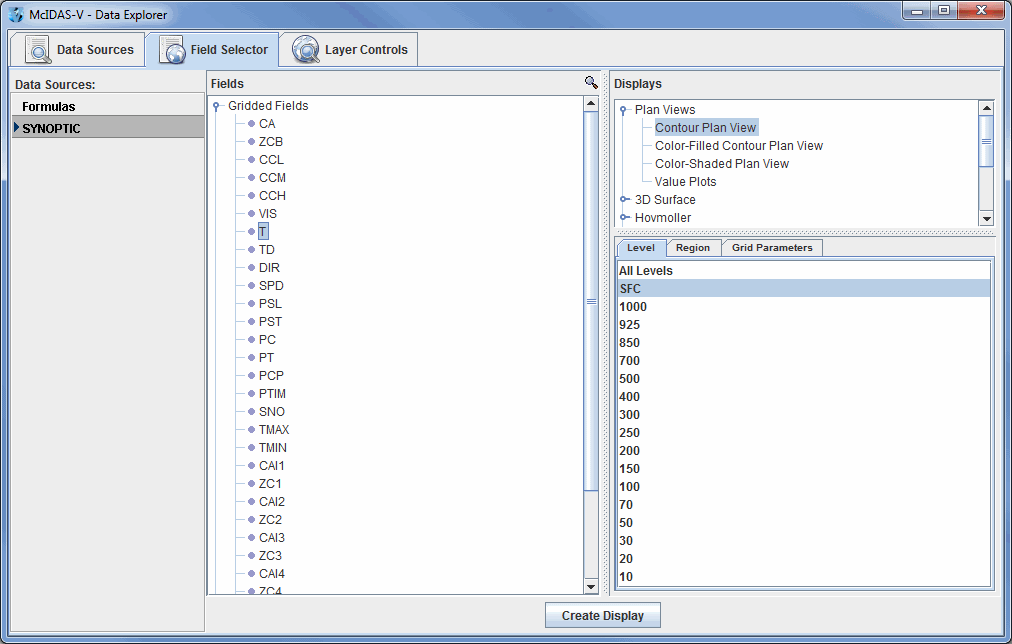 McIDAS-V - Data Explorer
Data Sources
Field Selector
Layer Controls
Data Sources:
Formulas
SYNOPTIC
Fields
Gridded Fields
CA
ZCB
CCL
CCM
CCH
VIS
T
TD
DIR
SPD
PSL
PST
PC
PT
PCP
PTIM
SNO
TMAX
TMIN
CAI1
ZC1
CAI2
ZC2
CAI3
ZC3
CAI4
ZC4
Displays
Plan Views
Contour Plan View
Color-Filled Contour Plan View
Color-Shaded Plan View
Value Plots
3D Surface
Hovmoller
Level
Region
Grid Parameters
All Levels
SFC
1000
925
850
700
500
400
300
250
200
150
100
70
50
30
20
10
Create Display